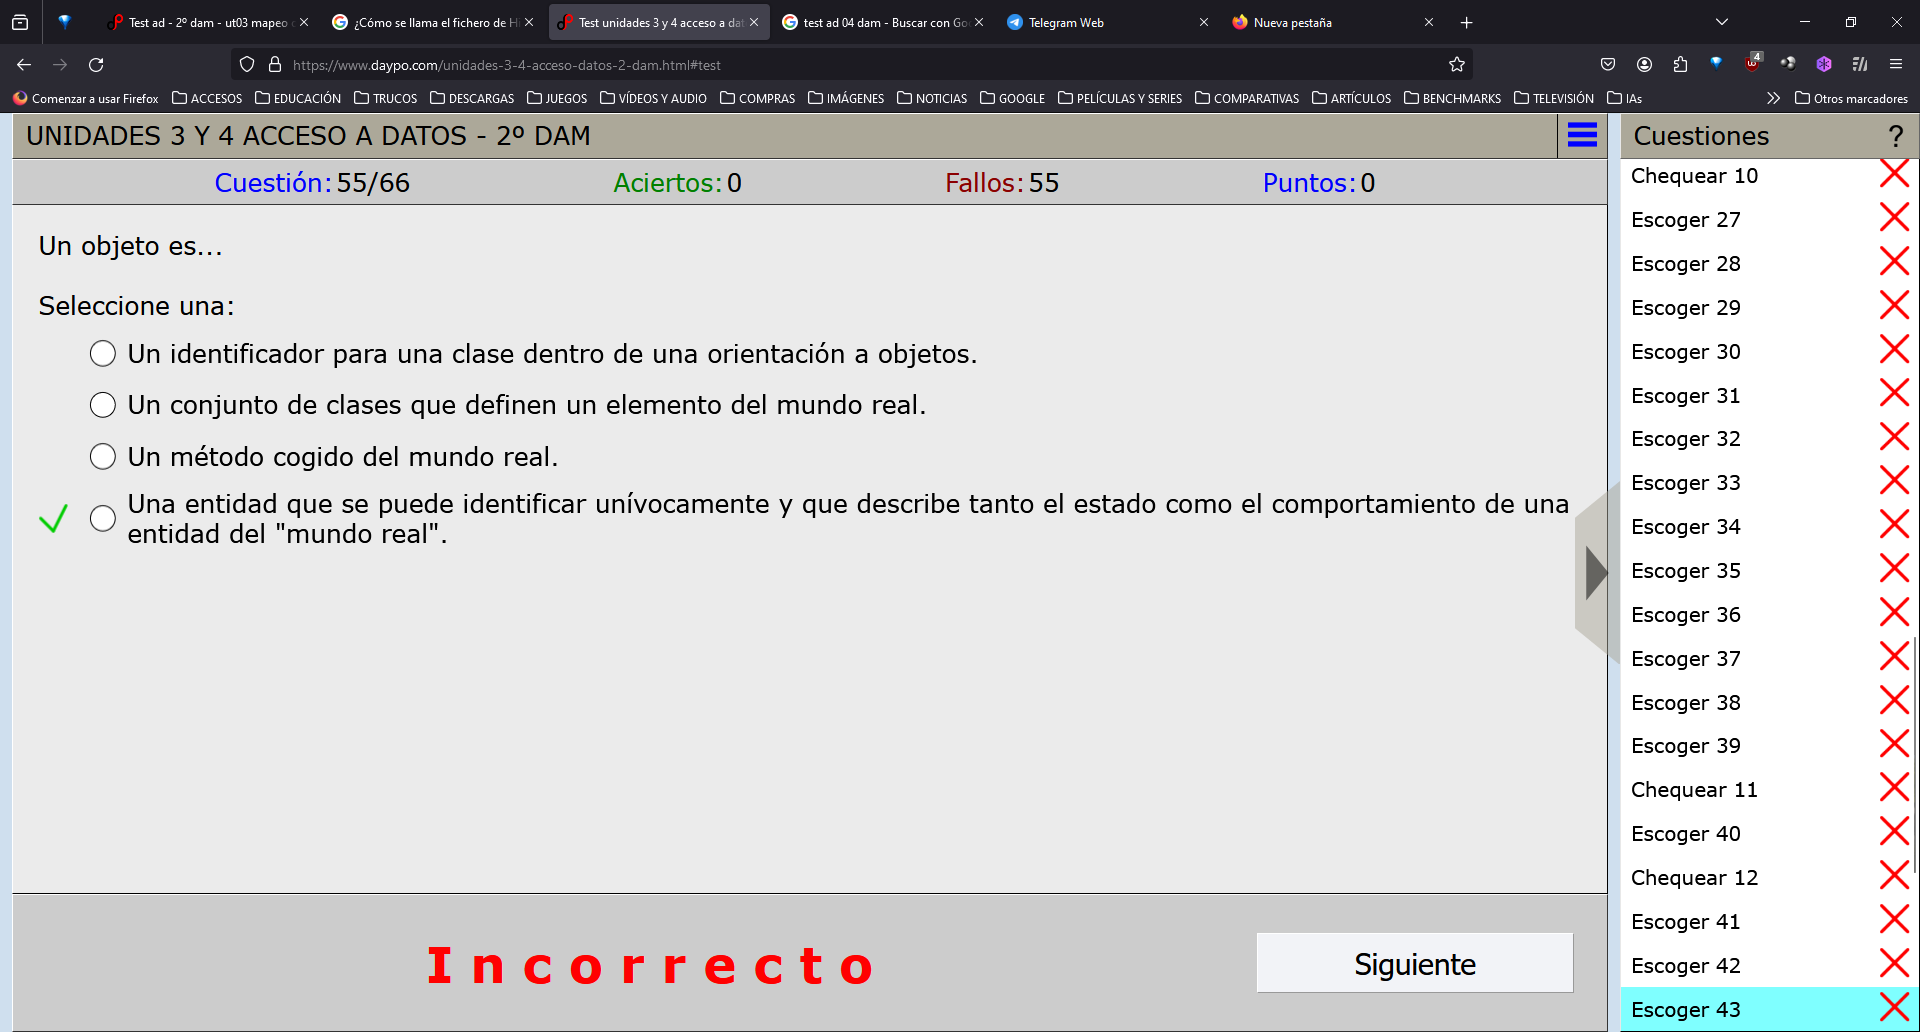 Test ad - 2º dam - ut03 mapeo
¿Cómo se llama el fichero de Hi
Test unidades 3 y 4 acceso a dat
test ad 04 dam - Buscar con Goo
Telegram Web
Nueva pestaña
https://www.daypo.com/unidades-3-4-acceso-datos-2-dam.html#test
4
Comenzar a usar Firefox
ACCESOS
EDUCACIÓN
TRUCOS
DESCARGAS
JUEGOS
VÍDEOS Y AUDIO
COMPRAS
IMÁGENES
NOTICIAS
GOOGLE
PELÍCULAS Y SERIES
COMPARATIVAS
ARTÍCULOS
BENCHMARKS
TELEVISIÓN
IAs
Otros marcadores
UNIDADES 3 Y 4 ACCESO A DATOS - 2º DAM
Cuestión: 55/66
Aciertos: 0
Fallos: 55
Puntos: 0
Un objeto es...
Seleccione una:
Un identificador para una clase dentro de una orientación a objetos.
Un conjunto de clases que definen un elemento del mundo real.
Un método cogido del mundo real.
Una entidad que se puede identificar unívocamente y que describe tanto el estado como el comportamiento de una
entidad del "mundo real".
Incorrecto
Siguiente
Cuestiones ?
Chequear 10
Escoger 27
Escoger 28
Escoger 29
Escoger 30
Escoger 31
Escoger 32
Escoger 33
Escoger 34
Escoger 35
Escoger 36
Escoger 37
Escoger 38
Escoger 39
Chequear 11
Escoger 40
Chequear 12
Escoger 41
Escoger 42
Escoger 43